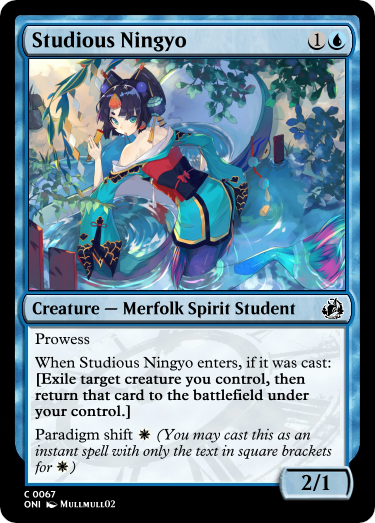 Studious Ningyo 1
Creature — Merfolk Spirit Student
Prowess
When Studious Ningyo enters, if it was cast:
[Exile target creature you control, then
return that card to the battlefield under
your control.]
Paradigm shift (You may cast this as an
instant spell with only the text in square brackets
for )
2/1
C 0067
ONI Mullmull02